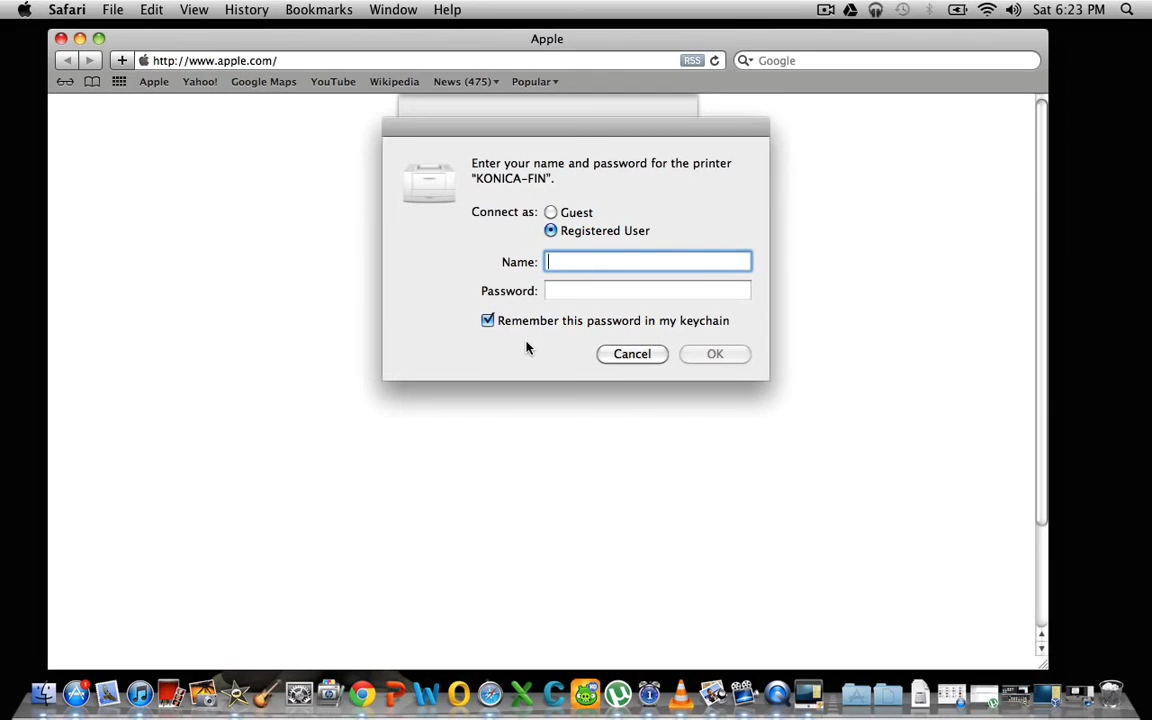 Safari File Edit View History Bookmarks Window Help Sat 6:23 PM
Apple
http://www.apple.com/ RSS Google
Apple Yahoo! Google Maps YouTube Wikipedia News (475) Popular
Enter your name and password for the printer
“KONICA-FIN”.
Connect as: Guest
Registered User
Name:
Password:
Remember this password in my keychain
Cancel OK